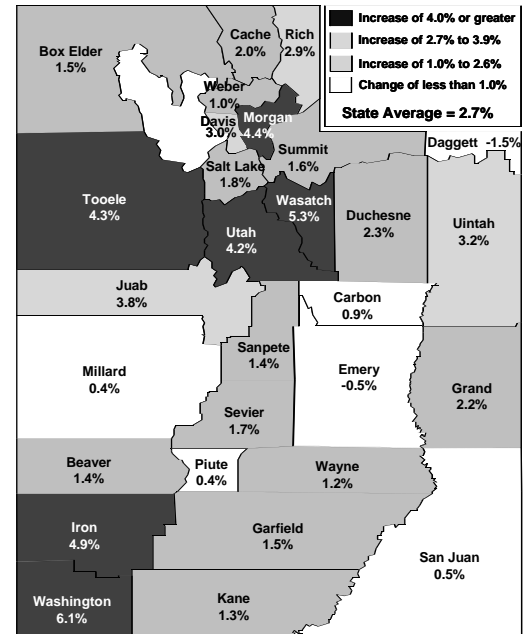 Box Elder
1.5%
Cache
2.0%
Rich
2.9%
Increase of 4.0% or greater
Increase of 2.7% to 3.9%
Increase of 1.0% to 2.6%
Change of less than 1.0%
State Average = 2.7%
Weber
1.0%
Davis
3.0%
Morgan
4.4%
Summit
1.6%
Daggett -1.5%
Salt Lake
1.8%
Tooele
4.3%
Wasatch
5.3%
Utah
4.2%
Duchesne
2.3%
Uintah
3.2%
Juab
3.8%
Carbon
0.9%
Millard
0.4%
Sanpete
1.4%
Emery
-0.5%
Grand
2.2%
Sevier
1.7%
Beaver
1.4%
Piute
0.4%
Wayne
1.2%
Iron
4.9%
Garfield
1.5%
San Juan
0.5%
Washington
6.1%
Kane
1.3%